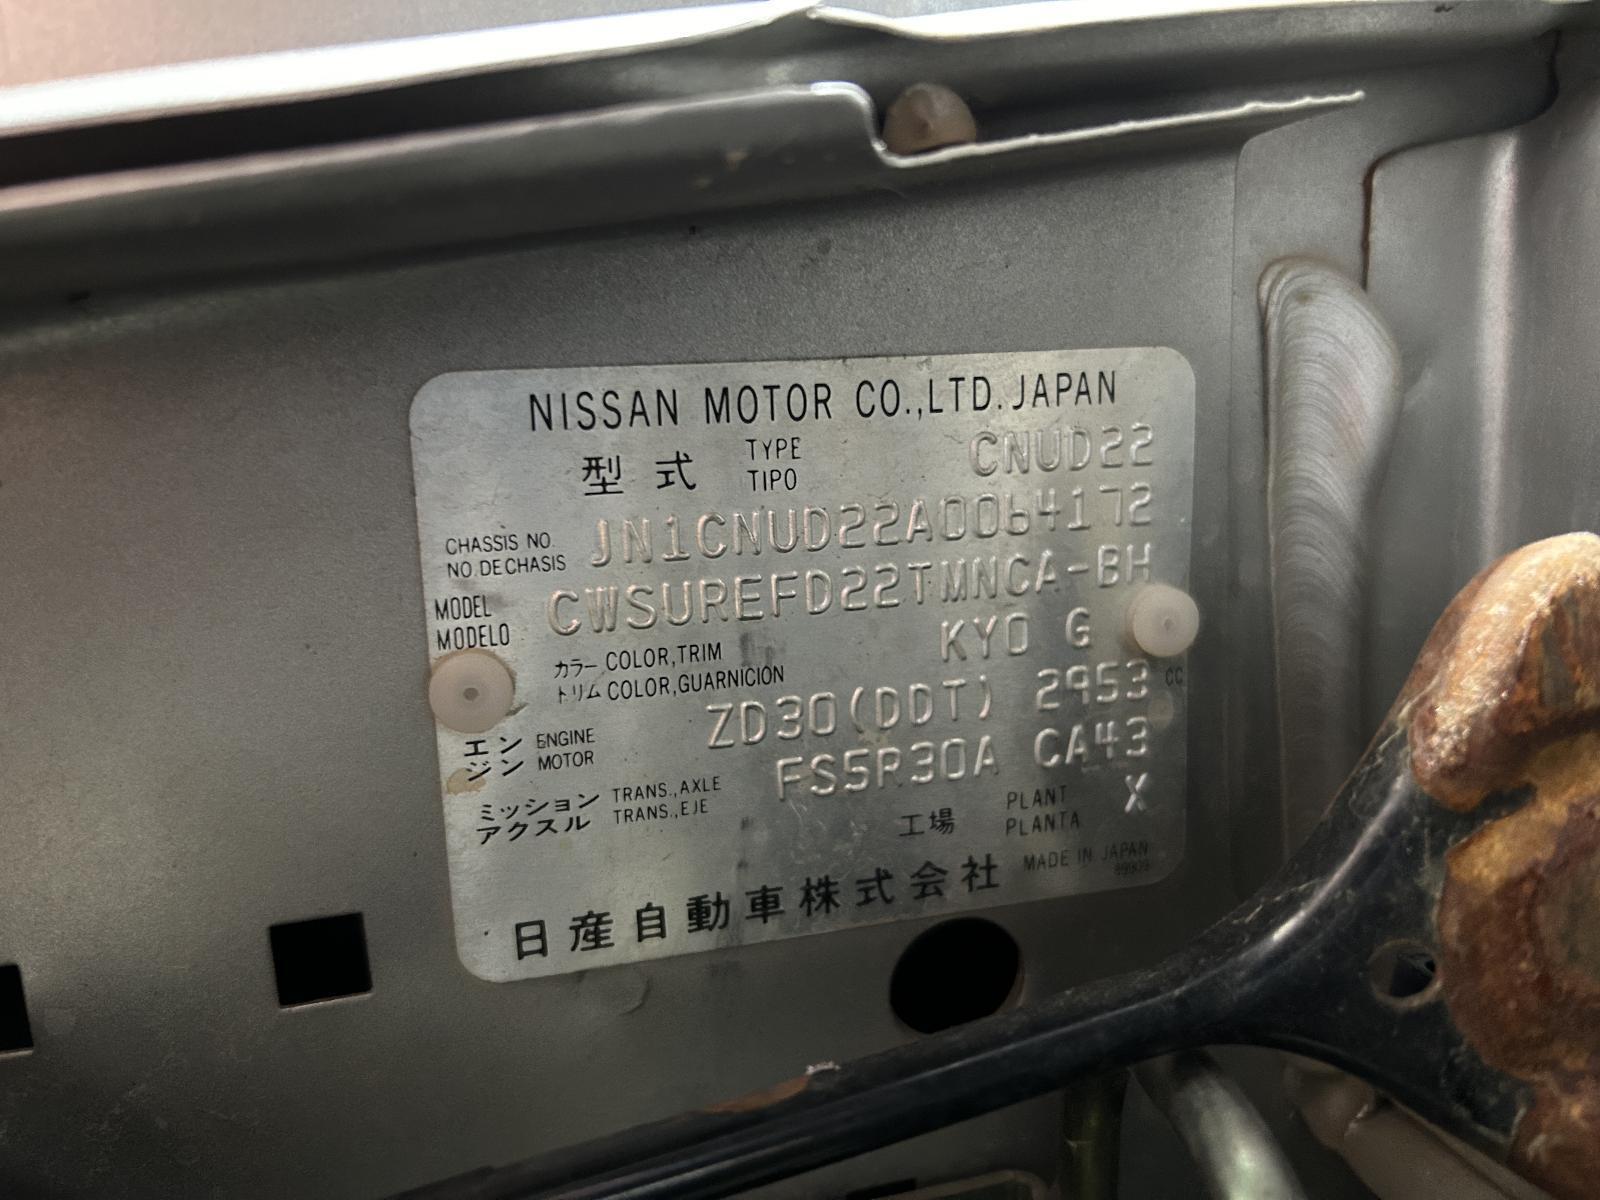 NISSAN MOTOR CO.,LTD. JAPAN
型式 TYPE TIPO CNUD22
CHASSIS NO. NO. DE CHASIS JN1CNUD22A0064172
MODEL MODELO CWSUREFD22TMNCA-BH
カラー COLOR,TRIM KY0 G
トリム COLOR,GUARNICION
エンジン ENGINE MOTOR ZD30(DDT) 2953 CC
ミッション アクスル TRANS.,AXLE TRANS.,EJE FS5R30A CA43
工場 PLANT PLANTA X
日産自動車株式会社 MADE IN JAPAN